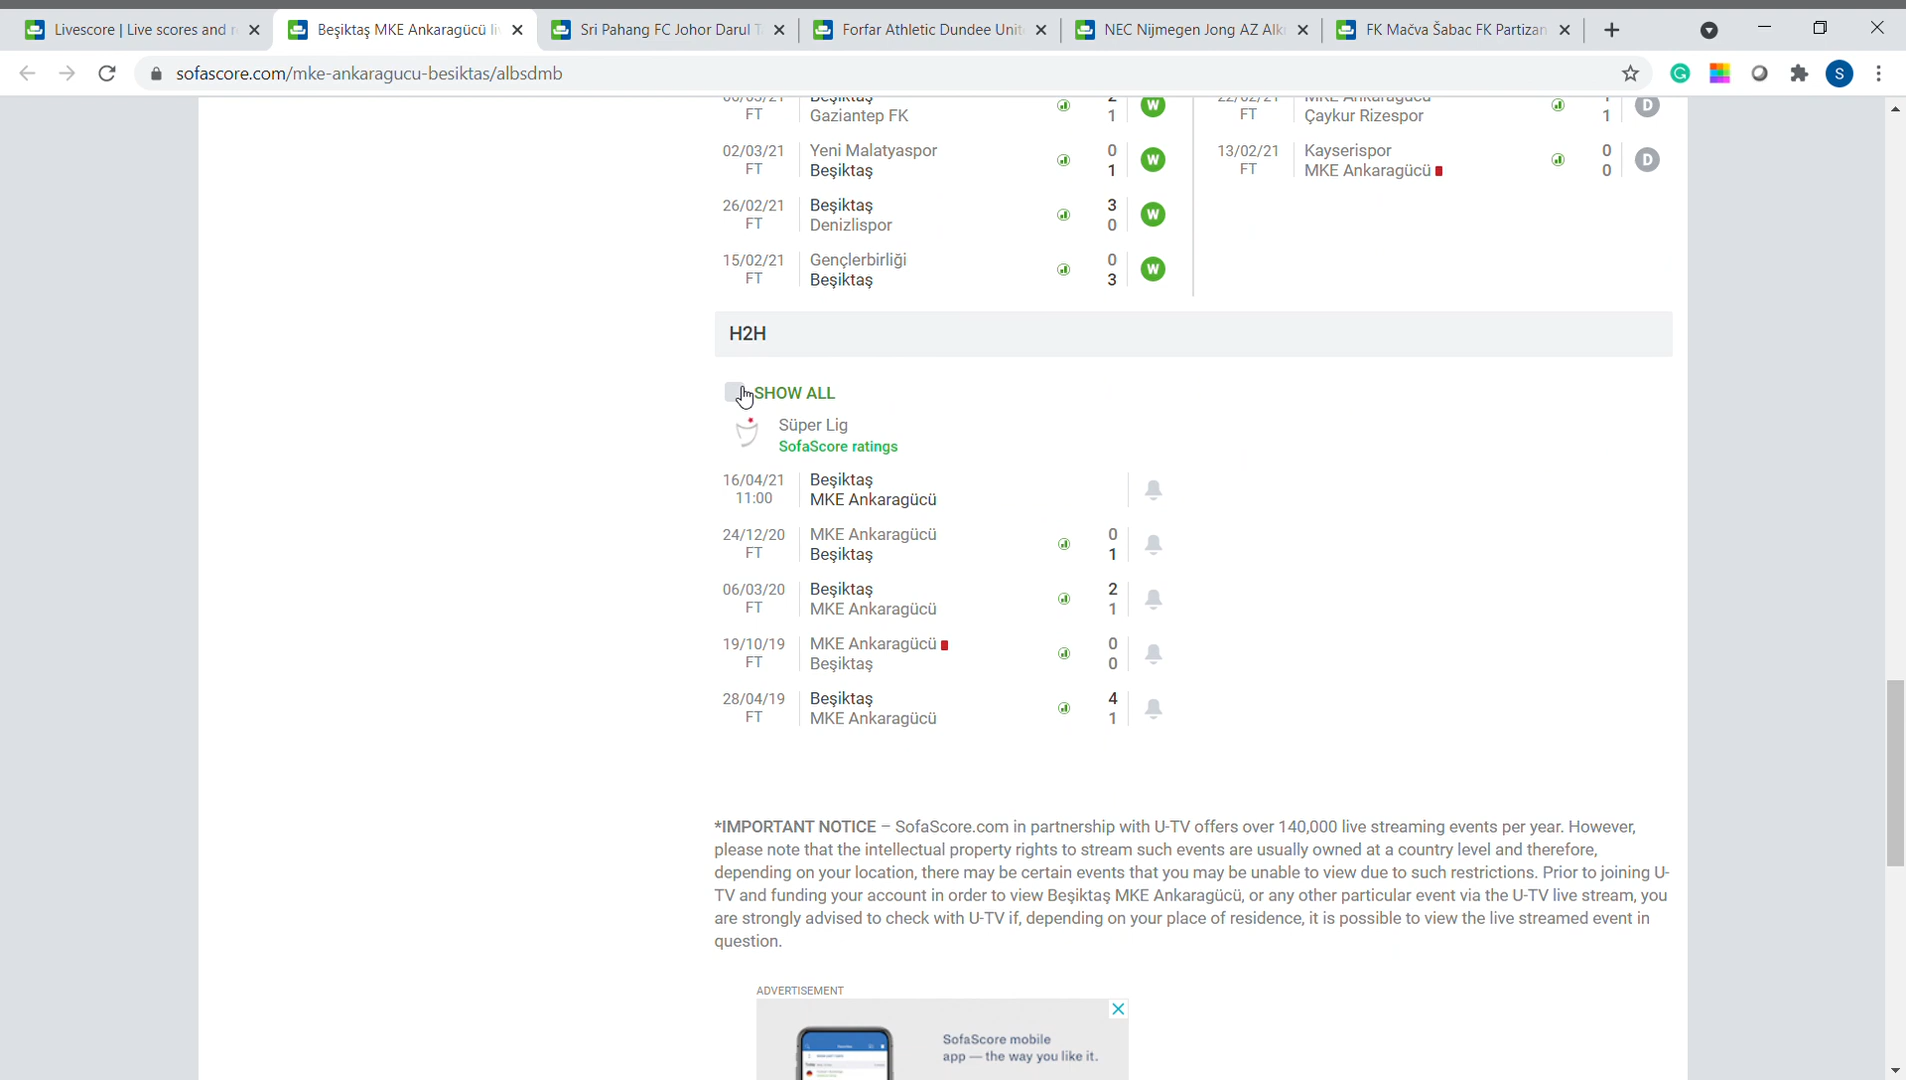 Livescore | Live scores and r
Beşiktaş MKE Ankaragücü li
Sri Pahang FC Johor Darul Ta
Forfar Athletic Dundee Unite
NEC Nijmegen Jong AZ Alk
FK Mačva Šabac FK Partizan
sofascore.com/mke-ankaragucu-besiktas/albsdmb
S
Beşiktaş 2
FT Gaziantep FK 1 W
02/03/21 Yeni Malatyaspor 0
FT Beşiktaş 1 W
26/02/21 Beşiktaş 3
FT Denizlispor 0 W
15/02/21 Gençlerbirliği 0
FT Beşiktaş 3 W
22/02/21 MKE Ankaragücü 1
FT Çaykur Rizespor 1 D
13/02/21 Kayserispor 0
FT MKE Ankaragücü 0 D
H2H
SHOW ALL
Süper Lig
SofaScore ratings
16/04/21 Beşiktaş
11:00 MKE Ankaragücü
24/12/20 MKE Ankaragücü 0
FT Beşiktaş 1
06/03/20 Beşiktaş 2
FT MKE Ankaragücü 1
19/10/19 MKE Ankaragücü 0
FT Beşiktaş 0
28/04/19 Beşiktaş 4
FT MKE Ankaragücü 1
*IMPORTANT NOTICE – SofaScore.com in partnership with U-TV offers over 140,000 live streaming events per year. However,
please note that the intellectual property rights to stream such events are usually owned at a country level and therefore,
depending on your location, there may be certain events that you may be unable to view due to such restrictions. Prior to joining U-
TV and funding your account in order to view Beşiktaş MKE Ankaragücü, or any other particular event via the U-TV live stream, you
are strongly advised to check with U-TV if, depending on your place of residence, it is possible to view the live streamed event in
question.
ADVERTISEMENT
SofaScore mobile
app — the way you like it.